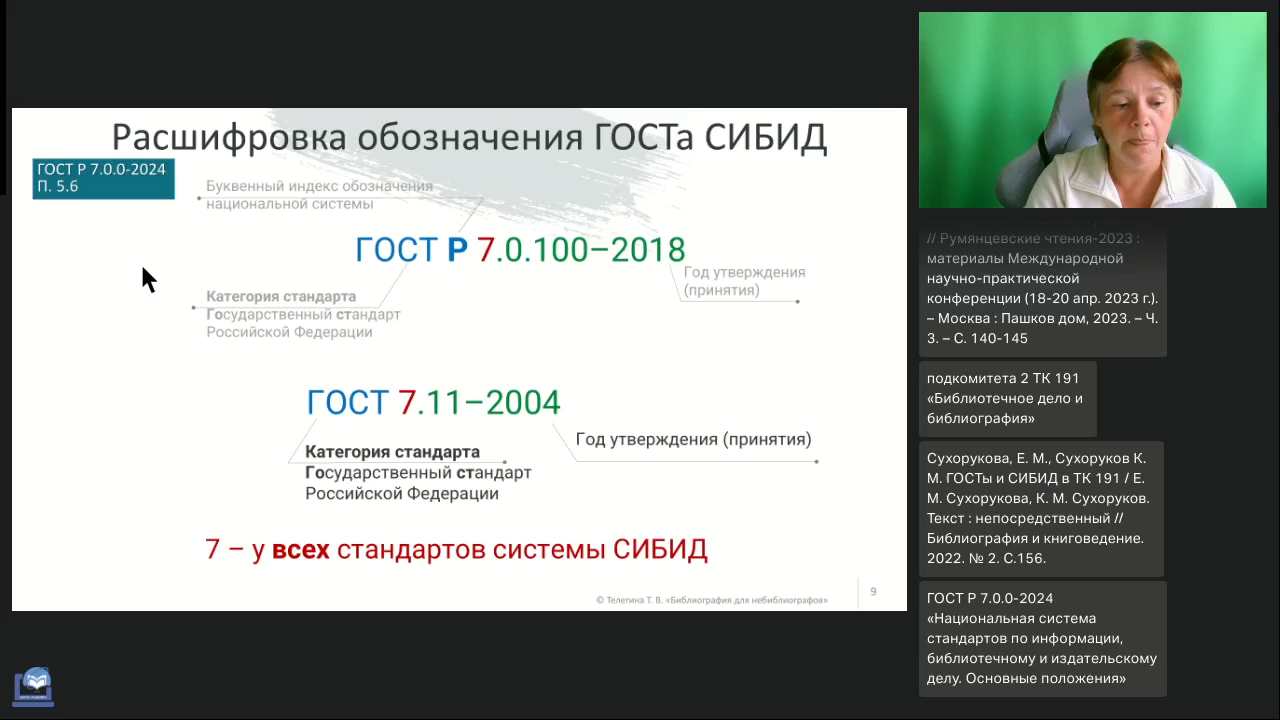 Расшифровка обозначения ГОСТа СИБИД
ГОСТ Р 7.0.0-2024
П. 5.6
Буквенный индекс обозначения
национальной системы
ГОСТ Р 7.0.100–2018
Год утверждения
(принятия)
Категория стандарта
Государственный стандарт
Российской Федерации
ГОСТ 7.11–2004
Год утверждения (принятия)
Категория стандарта
Государственный стандарт
Российской Федерации
7 – у всех стандартов системы СИБИД
© Телегина Т. В. «Библиография для небиблиографов»
9
// Румянцевские чтения-2023 :
материалы Международной
научно-практической
конференции (18-20 апр. 2023 г.).
– Москва : Пашков дом, 2023. – Ч.
3. – С. 140-145
подкомитета 2 ТК 191
«Библиотечное дело и
библиография»
Сухорукова, Е. М., Сухоруков К.
М. ГОСТы и СИБИД в ТК 191 / Е.
М. Сухорукова, К. М. Сухоруков.
Текст : непосредственный //
Библиография и книговедение.
2022. № 2. С.156.
ГОСТ Р 7.0.0-2024
«Национальная система
стандартов по информации,
библиотечному и издательскому
делу. Основные положения»